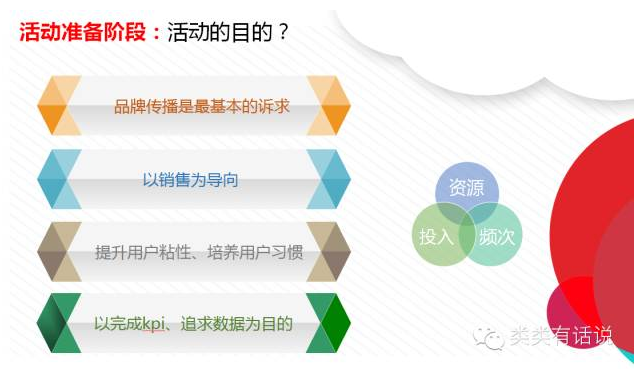 活动准备阶段：活动的目的？
品牌传播是最基本的诉求
以销售为导向
提升用户粘性、培养用户习惯
以完成kpi、追求数据为目的
资源
投入
频次
类类有话说